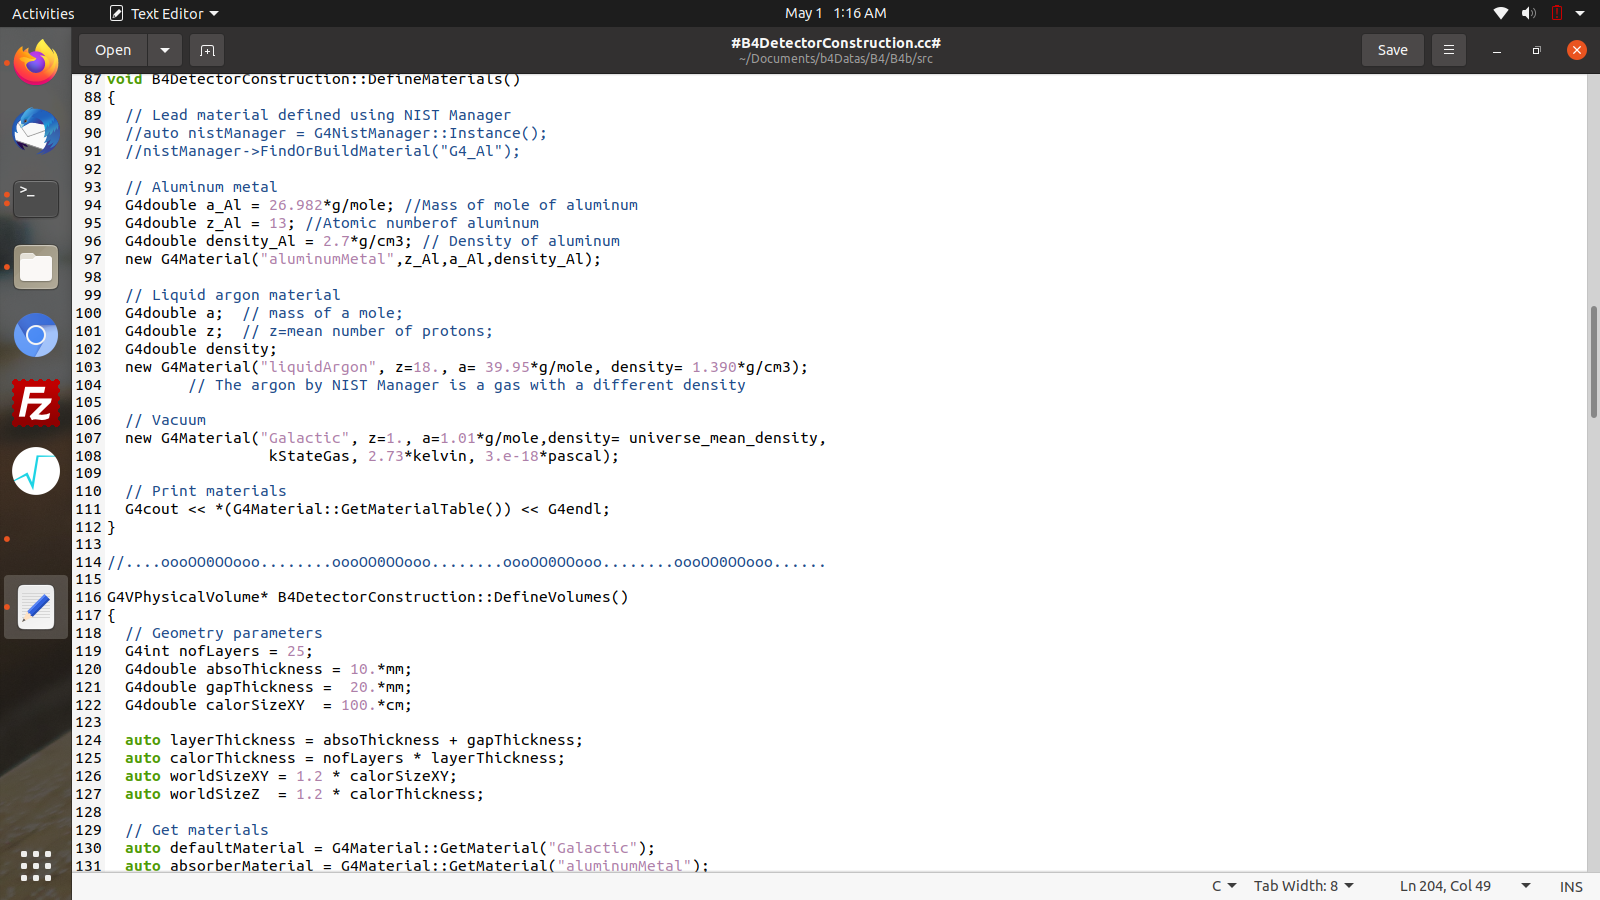 Activities Text Editor May 1 1:16 AM
Open #B4DetectorConstruction.cc# Save
~/Documents/b4Datas/B4/B4b/src
87 void B4DetectorConstruction::DefineMaterials()
88 {
89   // Lead material defined using NIST Manager
90   //auto nistManager = G4NistManager::Instance();
91   //nistManager->FindOrBuildMaterial("G4_Al");
92
93   // Aluminum metal
94   G4double a_Al = 26.982*g/mole; //Mass of mole of aluminum
95   G4double z_Al = 13; //Atomic numberof aluminum
96   G4double density_Al = 2.7*g/cm3; // Density of aluminum
97   new G4Material("aluminumMetal",z_Al,a_Al,density_Al);
98
99   // Liquid argon material
100   G4double a;  // mass of a mole;
101   G4double z;  // z=mean number of protons;
102   G4double density;
103   new G4Material("liquidArgon", z=18., a= 39.95*g/mole, density= 1.390*g/cm3);
104          // The argon by NIST Manager is a gas with a different density
105
106   // Vacuum
107   new G4Material("Galactic", z=1., a=1.01*g/mole,density= universe_mean_density,
108                   kStateGas, 2.73*kelvin, 3.e-18*pascal);
109
110   // Print materials
111   G4cout << *(G4Material::GetMaterialTable()) << G4endl;
112 }
113
114 //....oooOO0OOooo........oooOO0OOooo........oooOO0OOooo........oooOO0OOooo......
115
116 G4VPhysicalVolume* B4DetectorConstruction::DefineVolumes()
117 {
118   // Geometry parameters
119   G4int nofLayers = 25;
120   G4double absoThickness = 10.*mm;
121   G4double gapThickness =  20.*mm;
122   G4double calorSizeXY  = 100.*cm;
123
124   auto layerThickness = absoThickness + gapThickness;
125   auto calorThickness = nofLayers * layerThickness;
126   auto worldSizeXY = 1.2 * calorSizeXY;
127   auto worldSizeZ  = 1.2 * calorThickness;
128
129   // Get materials
130   auto defaultMaterial = G4Material::GetMaterial("Galactic");
131   auto absorberMaterial = G4Material::GetMaterial("aluminumMetal");
C Tab Width: 8 Ln 204, Col 49 INS